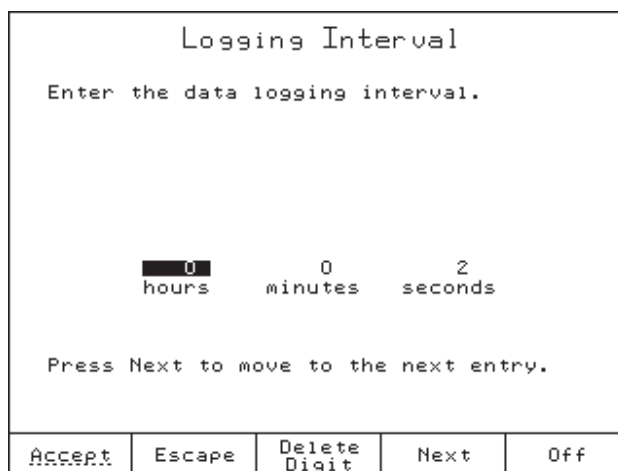 Logging Interval
Enter the data logging interval.
0 0 2
hours minutes seconds
Press Next to move to the next entry.
Accept Escape Delete Digit Next Off